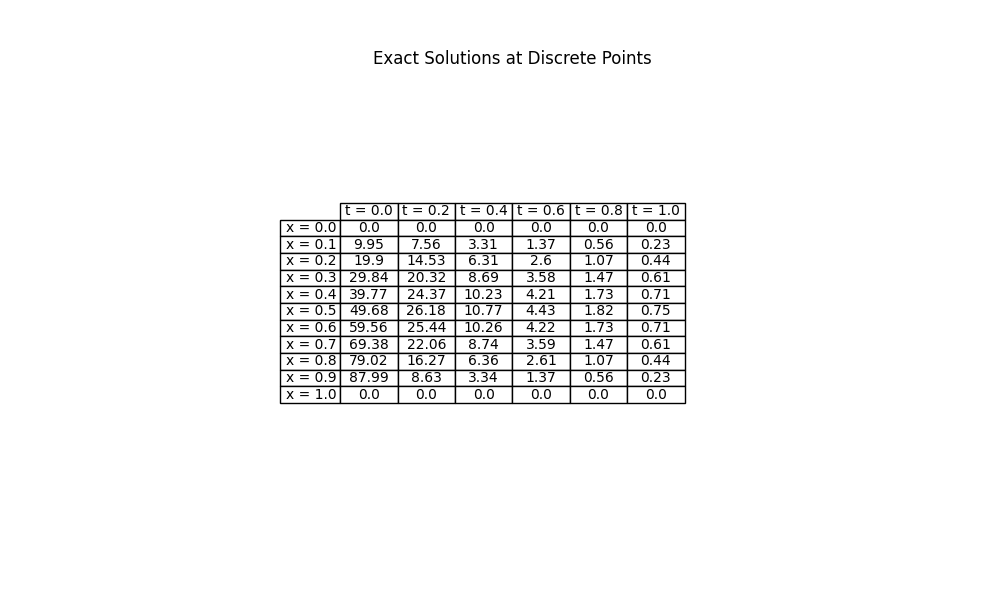 Exact Solutions at Discrete Points
t = 0.0 t = 0.2 t = 0.4 t = 0.6 t = 0.8 t = 1.0
x = 0.0 0.0 0.0 0.0 0.0 0.0 0.0
x = 0.1 9.95 7.56 3.31 1.37 0.56 0.23
x = 0.2 19.9 14.53 6.31 2.6 1.07 0.44
x = 0.3 29.84 20.32 8.69 3.58 1.47 0.61
x = 0.4 39.77 24.37 10.23 4.21 1.73 0.71
x = 0.5 49.68 26.18 10.77 4.43 1.82 0.75
x = 0.6 59.56 25.44 10.26 4.22 1.73 0.71
x = 0.7 69.38 22.06 8.74 3.59 1.47 0.61
x = 0.8 79.02 16.27 6.36 2.61 1.07 0.44
x = 0.9 87.99 8.63 3.34 1.37 0.56 0.23
x = 1.0 0.0 0.0 0.0 0.0 0.0 0.0